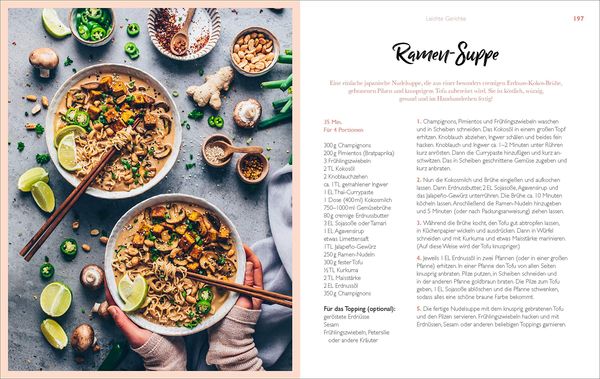 Leichte Gerichte
197
Ramen-Suppe
Eine einfache japanische Nudelsuppe, die aus einer besonders cremigen Erdnuss-Kokos-Brühe,
gebratenen Pilzen und knusprigem Tofu zubereitet wird. Sie ist köstlich, würzig,
gesund und im Handumdrehen fertig!
35 Min.
Für 4 Portionen
300 g Champignons
200 g Pimientos (Bratpaprika)
3 Frühlingszwiebeln
2 TL Kokosöl
2 Knoblauchzehen
ca. 1 TL gemahlener Ingwer
1 EL Thai-Currypaste
1 Dose (400 ml) Kokosmilch
750–1000 ml Gemüsebrühe
80 g cremige Erdnussbutter
3 EL Sojasoße oder Tamari
1 EL Agavensirup
etwas Limettensaft
1 TL Jalapeño-Gewürz
250 g Ramen-Nudeln
300 g fester Tofu
½ TL Kurkuma
2 TL Maisstärke
2 EL Erdnussöl
350 g Champignons
Für das Topping (optional):
geröstete Erdnüsse
Sesam
Frühlingszwiebeln, Petersilie
oder andere Kräuter
1. Champignons, Pimientos und Frühlingszwiebeln waschen
und in Scheiben schneiden. Das Kokosöl in einem großen Topf
erhitzen. Knoblauch abziehen, Ingwer schälen und beides fein
hacken. Knoblauch und Ingwer ca. 1–2 Minuten unter Rühren
kurz anrösten. Dann die Currypaste hinzufügen und kurz an-
schwitzen. Das in Scheiben geschnittene Gemüse zugeben und
kurz anbraten.
2. Nun die Kokosmilch und Brühe eingießen und aufkochen
lassen. Dann Erdnussbutter, 2 EL Sojasoße, Agavensirup und
das Jalapeño-Gewürz unterrühren. Die Brühe ca. 10 Minuten
köcheln lassen. Anschließend die Ramen-Nudeln hinzugeben
und 5 Minuten (oder nach Packungsanweisung) ziehen lassen.
3. Während die Brühe kocht, den Tofu gut abtropfen lassen,
in Küchenpapier wickeln und ausdrücken. Dann in Würfel
schneiden und mit Kurkuma und etwas Maisstärke marinieren.
(Auf diese Weise wird der Tofu knuspriger.)
4. Jeweils 1 EL Erdnussöl in zwei Pfannen (oder in einer großen
Pfanne) erhitzen. In einer Pfanne den Tofu von allen Seiten
knusprig anbraten. Pilze putzen, in Scheiben schneiden und
in der anderen Pfanne goldbraun braten. Die Pilze zum Tofu
geben, 1 EL Sojasoße ablöschen und die Pfanne schwenken,
sodass alles eine schöne braune Farbe bekommt.
5. Die fertige Nudelsuppe mit dem knusprig gebratenen Tofu
und den Pilzen servieren. Frühlingszwiebeln hacken und mit
Erdnüssen, Sesam oder anderen beliebigen Toppings garnieren.